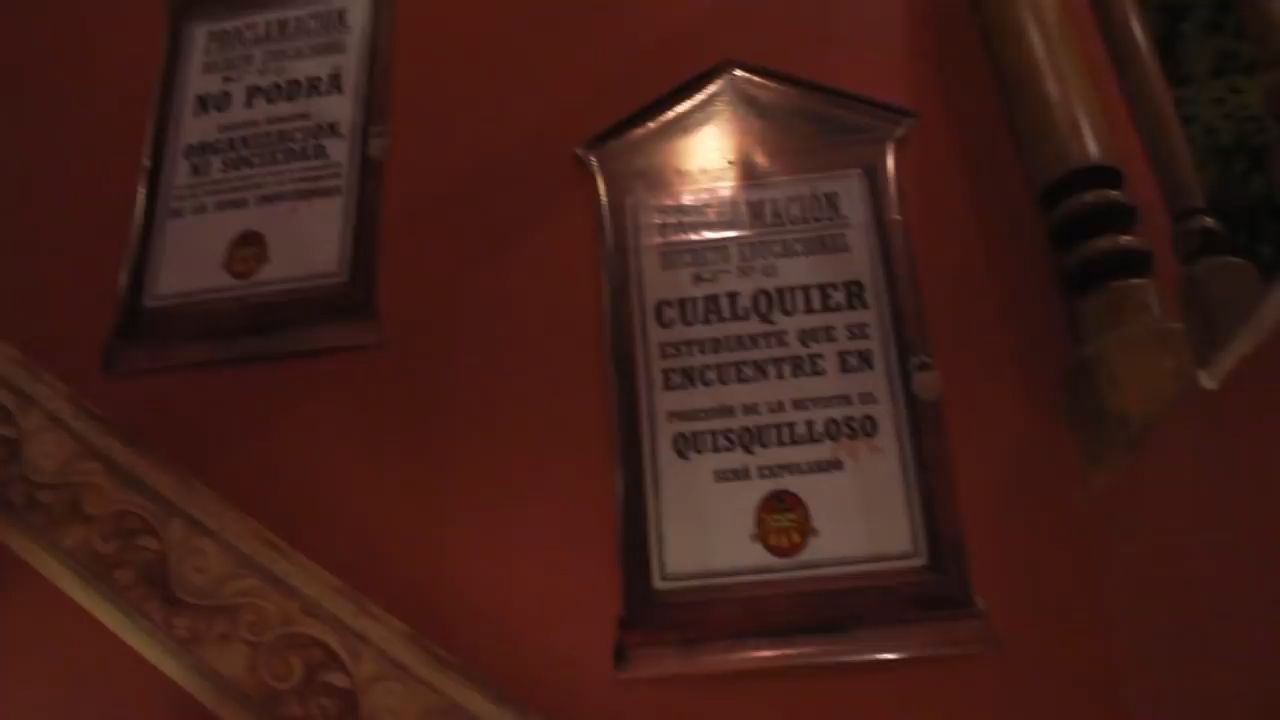 PROCLAMACIÓN.
NO PODRÁ
ORGANIZACIÓN,
NI SOCIEDAD,
PROCLAMACIÓN.
DECRETO EDUCACIONAL
CUALQUIER
ESTUDIANTE QUE SE
ENCUENTRE EN
POSESIÓN DE LA REVISTA EL
QUISQUILLOSO
SERÁ EXPULSADO